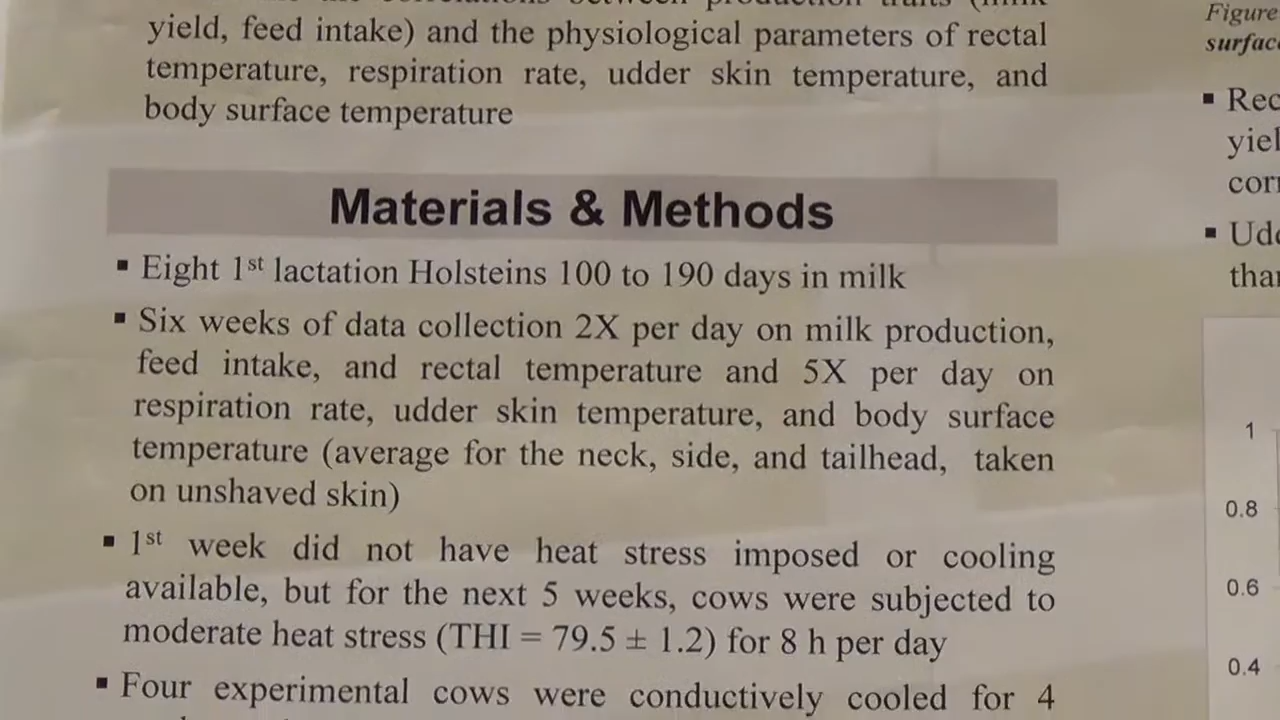 production traits (milk
yield, feed intake) and the physiological parameters of rectal
temperature, respiration rate, udder skin temperature, and
body surface temperature
Materials & Methods
▪ Eight 1st lactation Holsteins 100 to 190 days in milk
▪ Six weeks of data collection 2X per day on milk production,
feed intake, and rectal temperature and 5X per day on
respiration rate, udder skin temperature, and body surface
temperature (average for the neck, side, and tailhead, taken
on unshaved skin)
▪ 1st week did not have heat stress imposed or cooling
available, but for the next 5 weeks, cows were subjected to
moderate heat stress (THI = 79.5 ± 1.2) for 8 h per day
▪ Four experimental cows were conductively cooled for 4
Figure
▪
▪
1
0.8
0.6
0.4